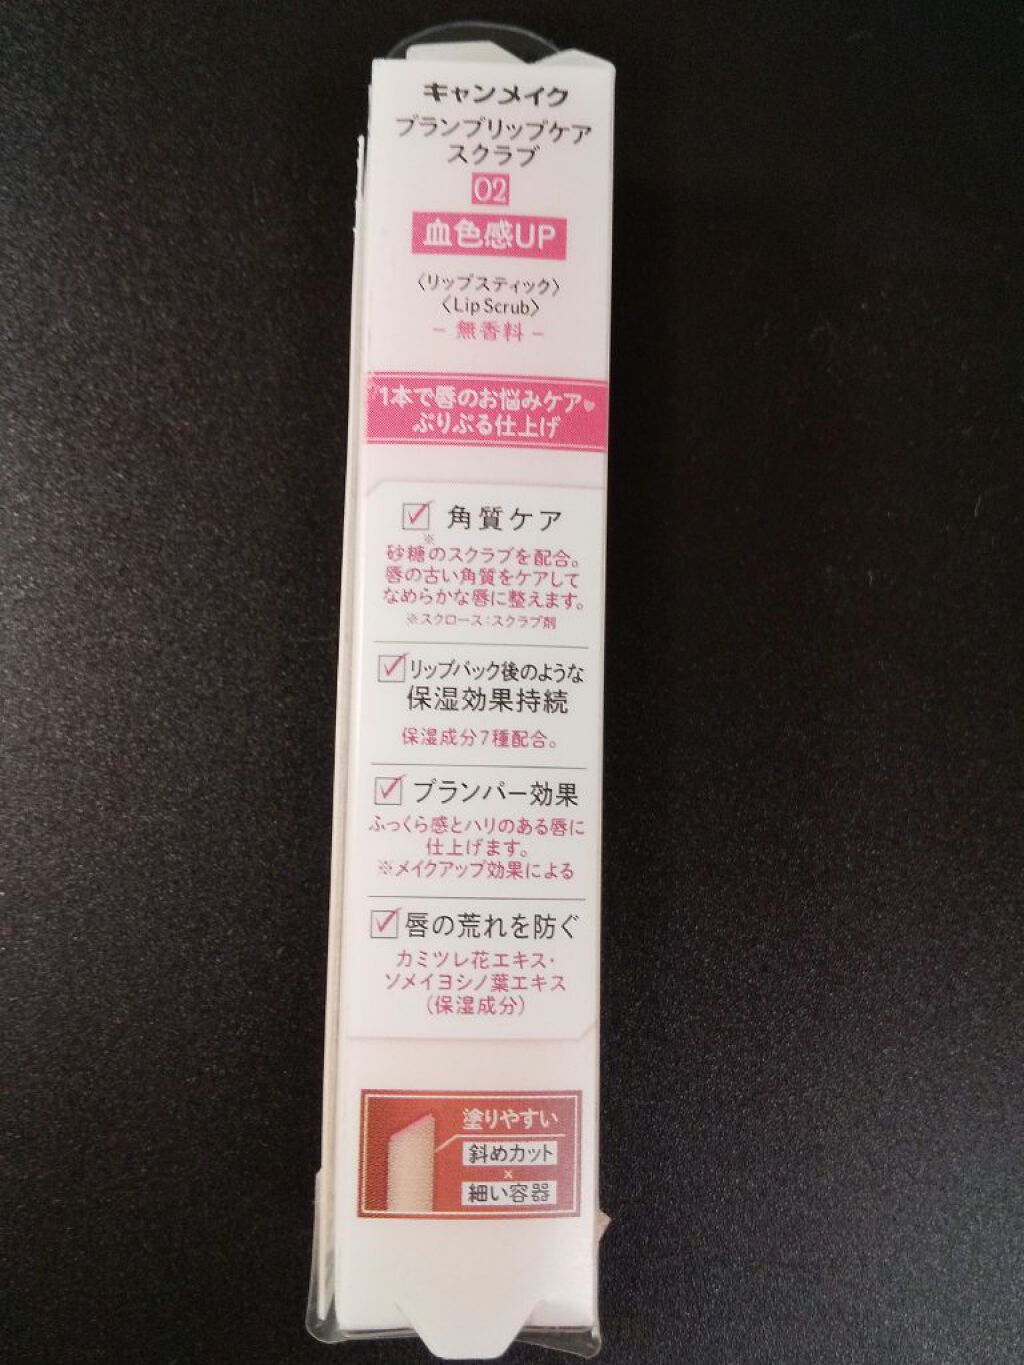 キャンメイク
プランプリップケア
スクラブ
02
血色感UP
〈リップスティック〉
〈Lip Scrub〉
- 無香料 -
1本で唇のお悩みケア♥
ぷりぷる仕上げ
角質ケア
砂糖※のスクラブを配合。
唇の古い角質をケアして
なめらかな唇に整えます。
※スクロース：スクラブ剤
リップパック後のような
保湿効果持続
保湿成分7種配合。
プランパー効果
ふっくら感とハリのある唇に
仕上げます。
※メイクアップ効果による
唇の荒れを防ぐ
カミツレ花エキス・
ソメイヨシノ葉エキス
（保湿成分）
塗りやすい
斜めカット
×
細い容器